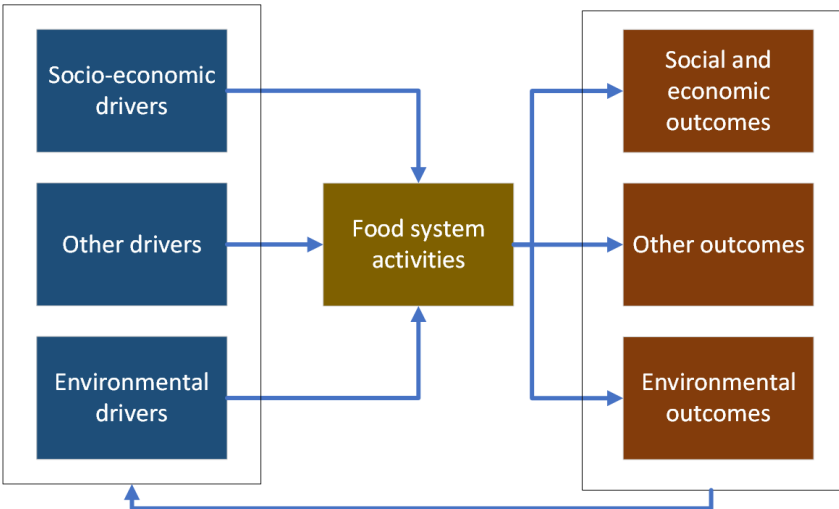 Socio-economic
drivers
Other drivers
Environmental
drivers
Food system
activities
Social and
economic
outcomes
Other outcomes
Environmental
outcomes